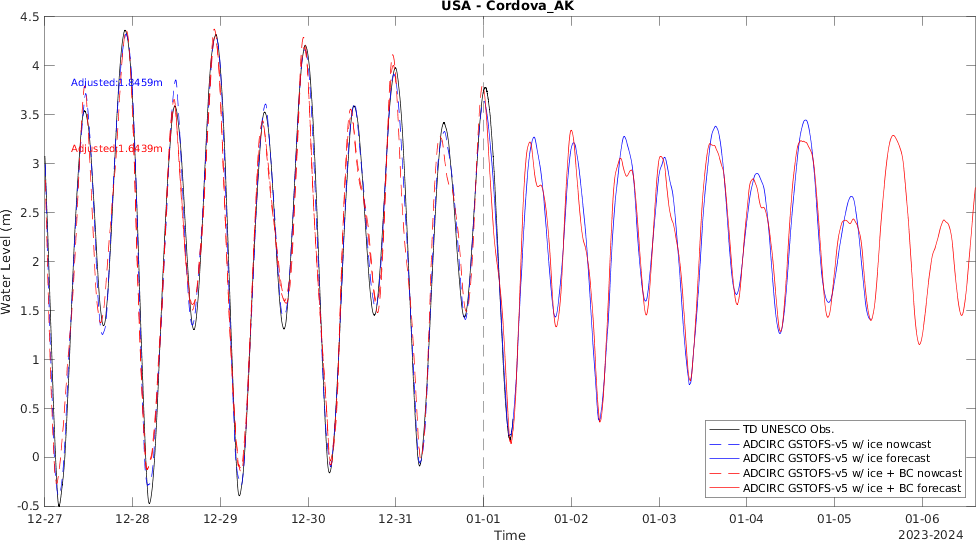 USA - Cordova_AK
Water Level (m)
4.5
4
3.5
3
2.5
2
1.5
1
0.5
0
-0.5
Adjusted:1.8459m
Adjusted:1.6439m
TD UNESCO Obs.
ADCIRC GSTOFS-v5 w/ ice nowcast
ADCIRC GSTOFS-v5 w/ ice forecast
ADCIRC GSTOFS-v5 w/ ice + BC nowcast
ADCIRC GSTOFS-v5 w/ ice + BC forecast
12-27 12-28 12-29 12-30 12-31 01-01 01-02 01-03 01-04 01-05 01-06
Time
2023-2024